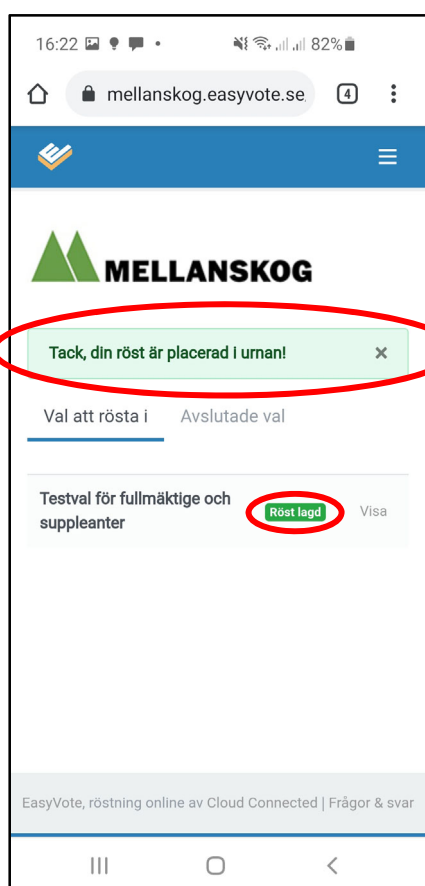 16:22 82%
mellanskog.easyvote.se 4
MELLANSKOG
Tack, din röst är placerad i urnan! ×
Val att rösta i Avslutade val
Testval för fullmäktige och
suppleanter
Röst lagd Visa
EasyVote, röstning online av Cloud Connected | Frågor & svar